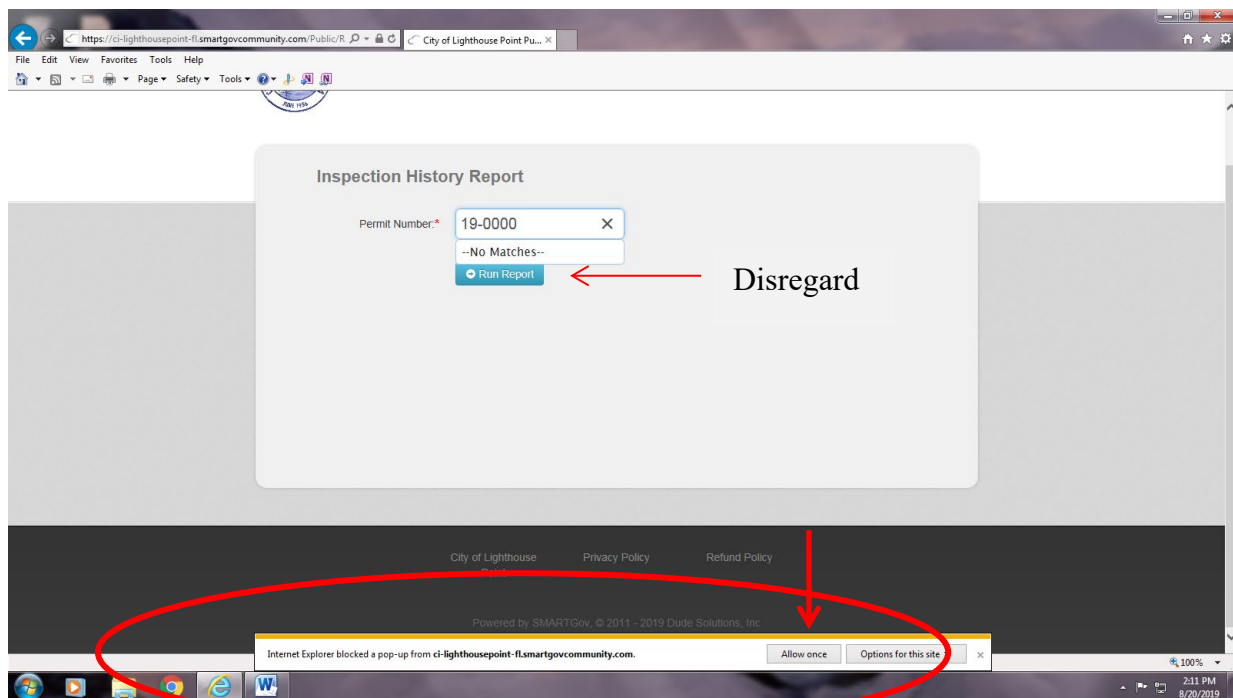 https://ci-lighthousepoint-fl.smartgovcommunity.com/Public/R
City of Lighthouse Point Pu...
File Edit View Favorites Tools Help
Page Safety Tools
JUNE 1956
Inspection History Report
Permit Number:*
19-0000
--No Matches--
Run Report
Disregard
City of Lighthouse
Privacy Policy
Refund Policy
Powered by SMARTGov, © 2011 - 2019 Dude Solutions, Inc
Internet Explorer blocked a pop-up from ci-lighthousepoint-fl.smartgovcommunity.com.
Allow once
Options for this site
100%
2:11 PM
8/20/2019